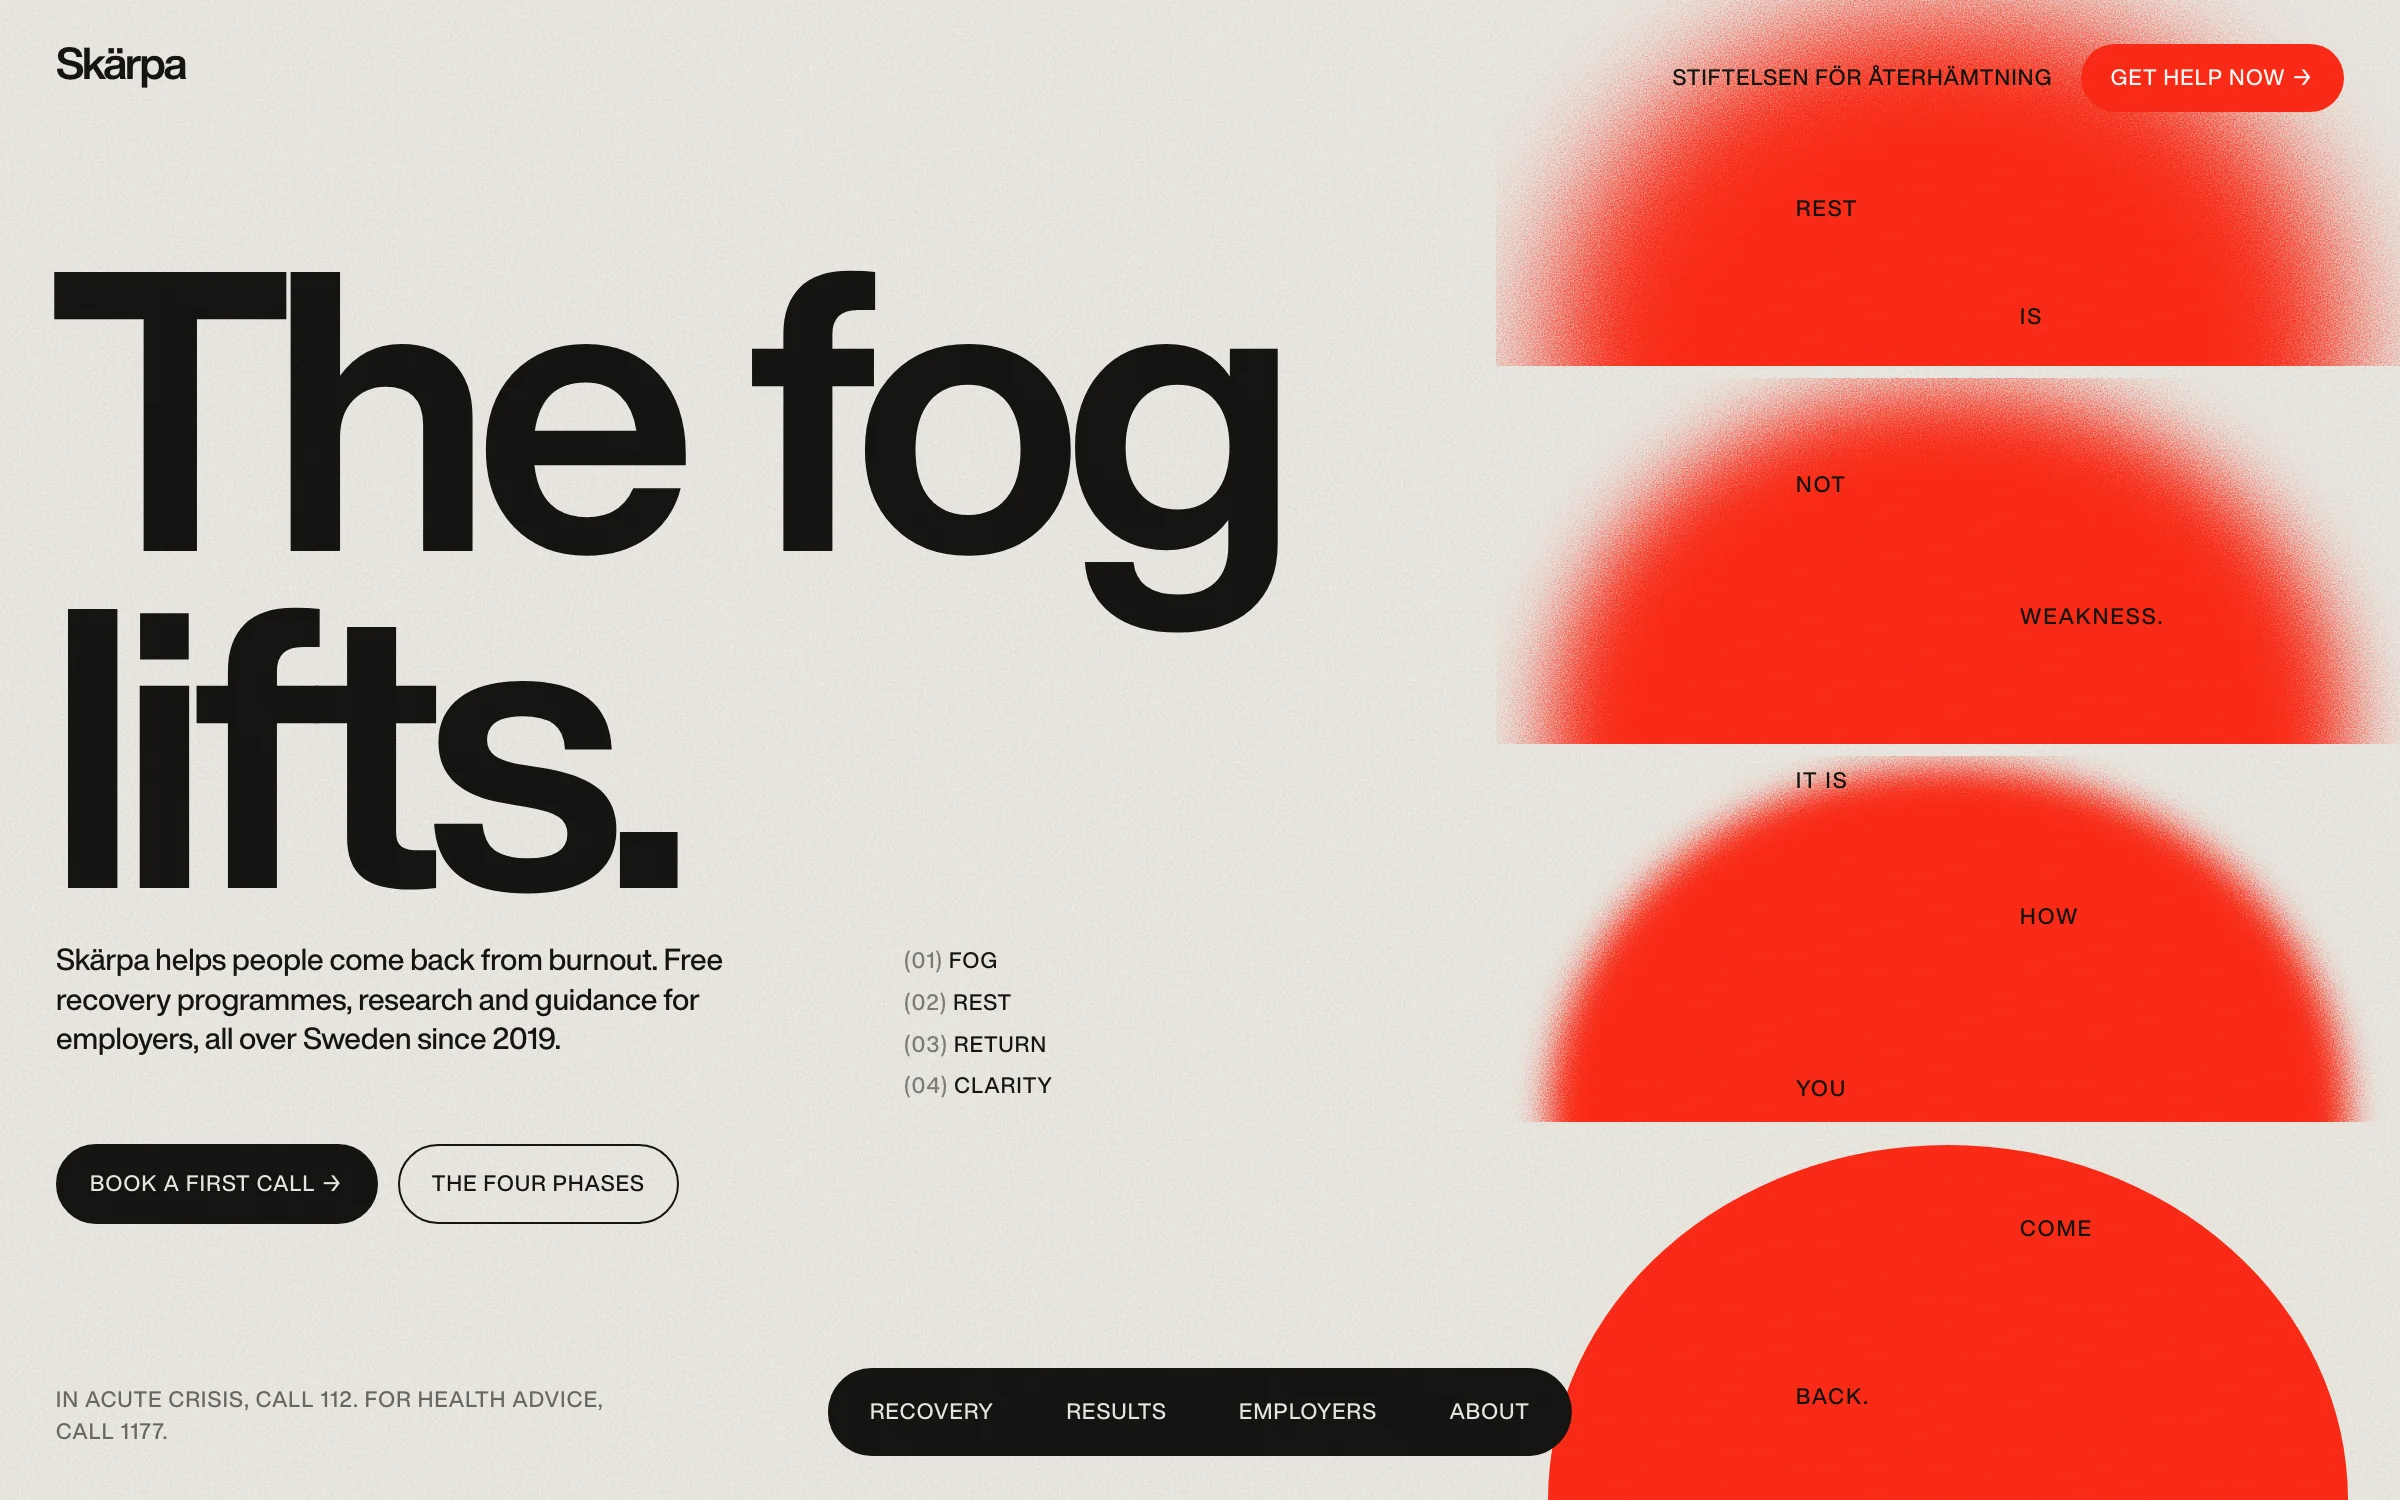 Skärpa
STIFTELSEN FÖR ÅTERHÄMTNING
GET HELP NOW →
The fog
lifts.
Skärpa helps people come back from burnout. Free
recovery programmes, research and guidance for
employers, all over Sweden since 2019.
(01) FOG
(02) REST
(03) RETURN
(04) CLARITY
BOOK A FIRST CALL →
THE FOUR PHASES
REST
IS
NOT
WEAKNESS.
IT IS
HOW
YOU
COME
BACK.
IN ACUTE CRISIS, CALL 112. FOR HEALTH ADVICE,
CALL 1177.
RECOVERY
RESULTS
EMPLOYERS
ABOUT